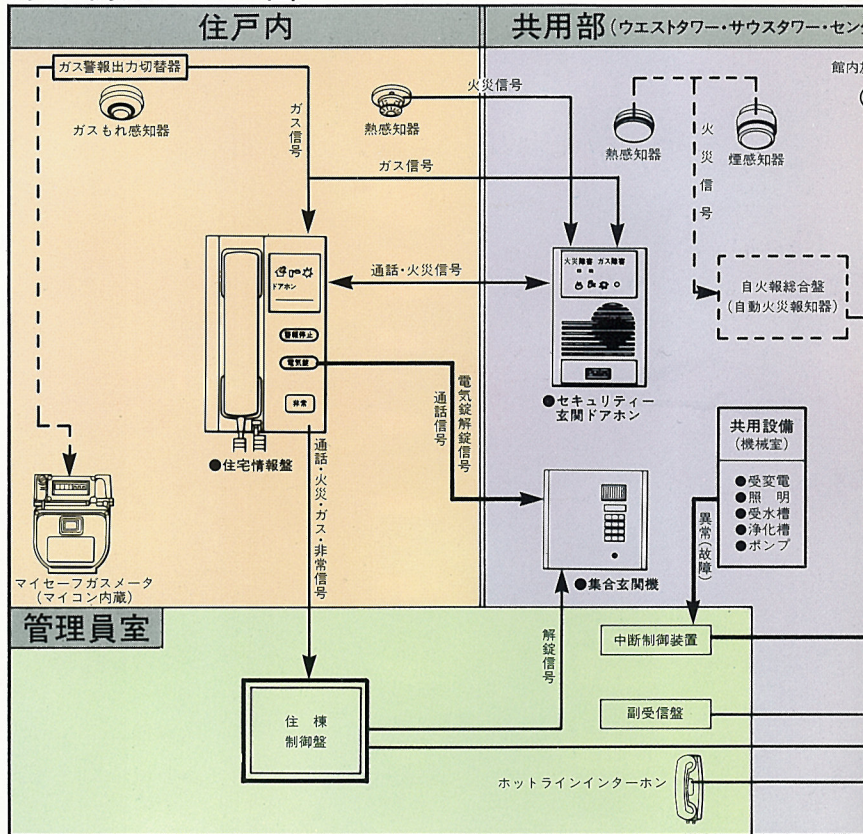 住戸内
共用部(ウエストタワー・サウスタワー・セン
ガス警報出力切替器
ガスもれ感知器
ガス信号
熱感知器
火災信号
館内
熱感知器
火災信号
煙感知器
ガス信号
ドアホン
警報停止
電気錠
非常
●住宅情報盤
通話・火災信号
火災障害 ガス障害
●セキュリティー
玄関ドアホン
自火報総合盤
(自動火災報知器)
電気錠解錠信号
通話信号
共用設備
(機械室)
●受変電
●照 明
●受水槽
●浄化槽
●ポンプ
異常(故障)
通話・火災・ガス・非常信号
●集合玄関機
マイセーフガスメータ
(マイコン内蔵)
管理員室
解錠信号
中断制御装置
住 棟
制御盤
副受信盤
ホットラインインターホン